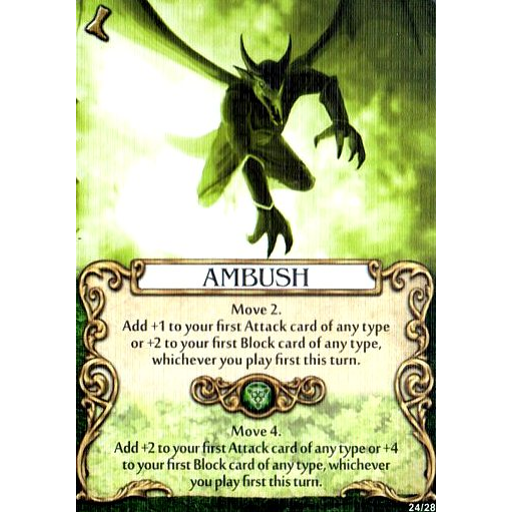 AMBUSH
Move 2.
Add +1 to your first Attack card of any type
or +2 to your first Block card of any type,
whichever you play first this turn.
Move 4.
Add +2 to your first Attack card of any type or +4
to your first Block card of any type, whichever
you play first this turn.
24/28